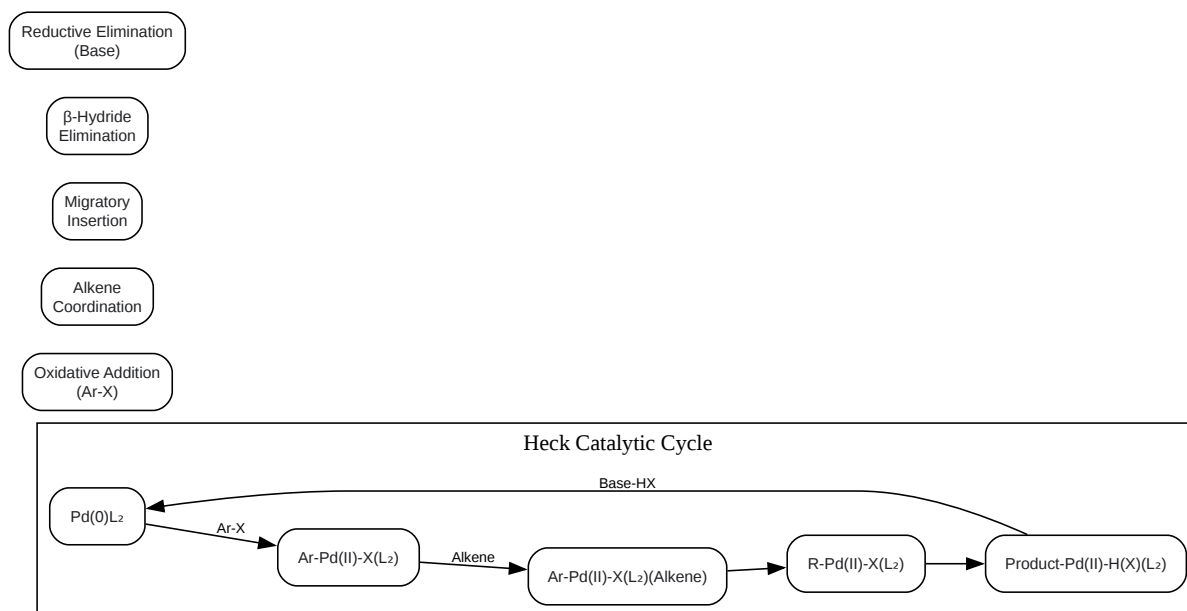 Reductive Elimination
(Base)
β-Hydride
Elimination
Migratory
Insertion
Alkene
Coordination
Oxidative Addition
(Ar-X)
Heck Catalytic Cycle
Base-HX
Pd(0)L₂
Ar-X
Ar-Pd(II)-X(L₂)
Alkene
Ar-Pd(II)-X(L₂)(Alkene)
R-Pd(II)-X(L₂)
Product-Pd(II)-H(X)(L₂)